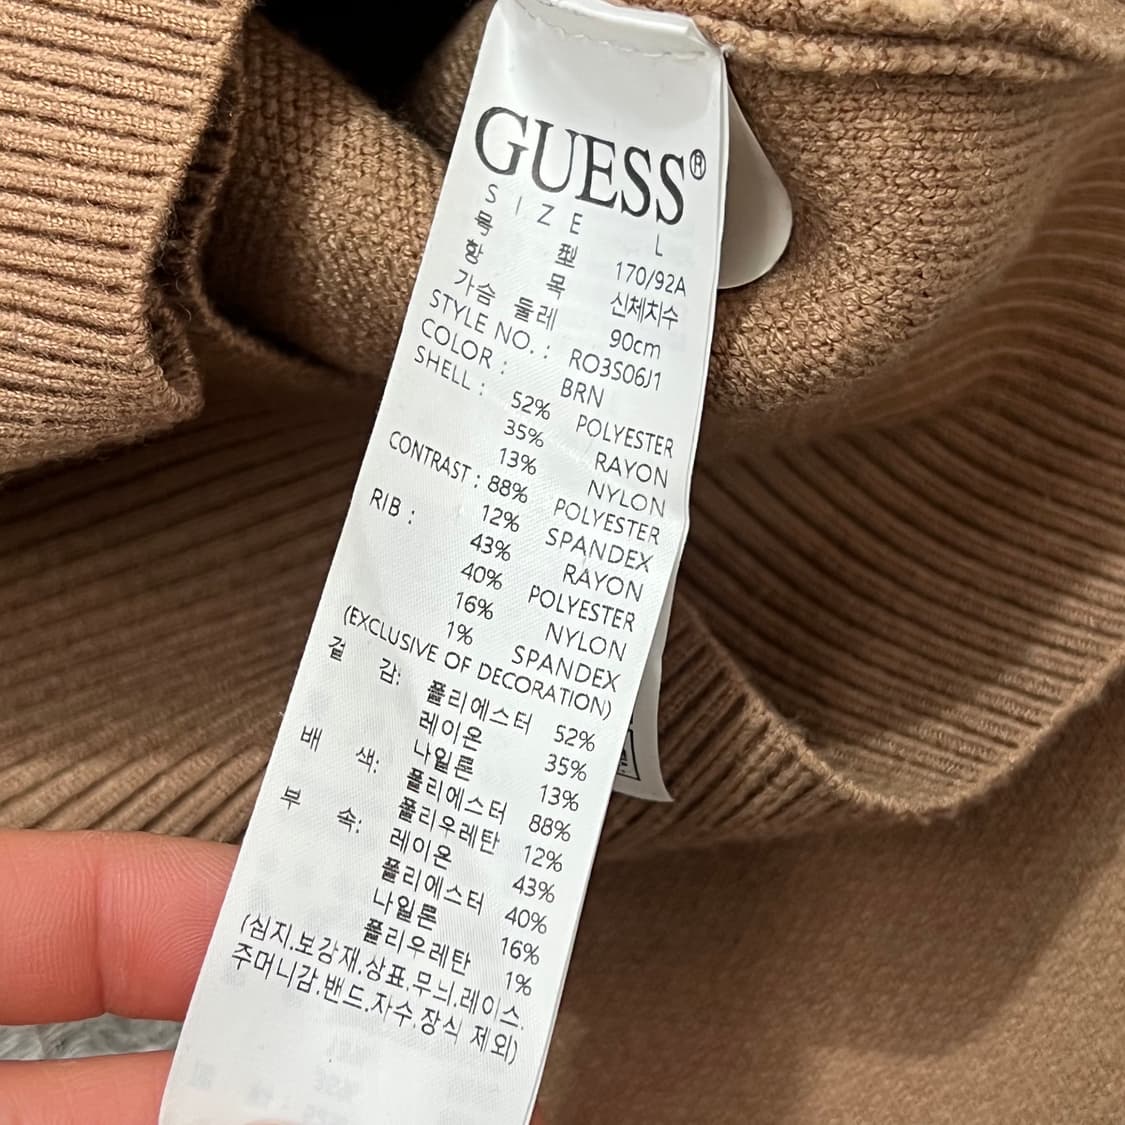 GUESS®
SIZE L
호 型 170/92A
항 목 신체치수
가슴 둘레 90cm
STYLE NO. : RO3S06J1
COLOR : BRN
SHELL : 52% POLYESTER
35% RAYON
13% NYLON
CONTRAST : 88% POLYESTER
12% SPANDEX
RIB : 43% RAYON
40% POLYESTER
16% NYLON
1% SPANDEX
(EXCLUSIVE OF DECORATION)
겉 감: 폴리에스터 52%
레이온 35%
나일론 13%
배 색: 폴리에스터 88%
폴리우레탄 12%
부 속: 레이온 43%
폴리에스터 40%
나일론 16%
폴리우레탄 1%
(심지.보강재.상표.무늬.레이스.
주머니감.밴드.자수.장식 제외)